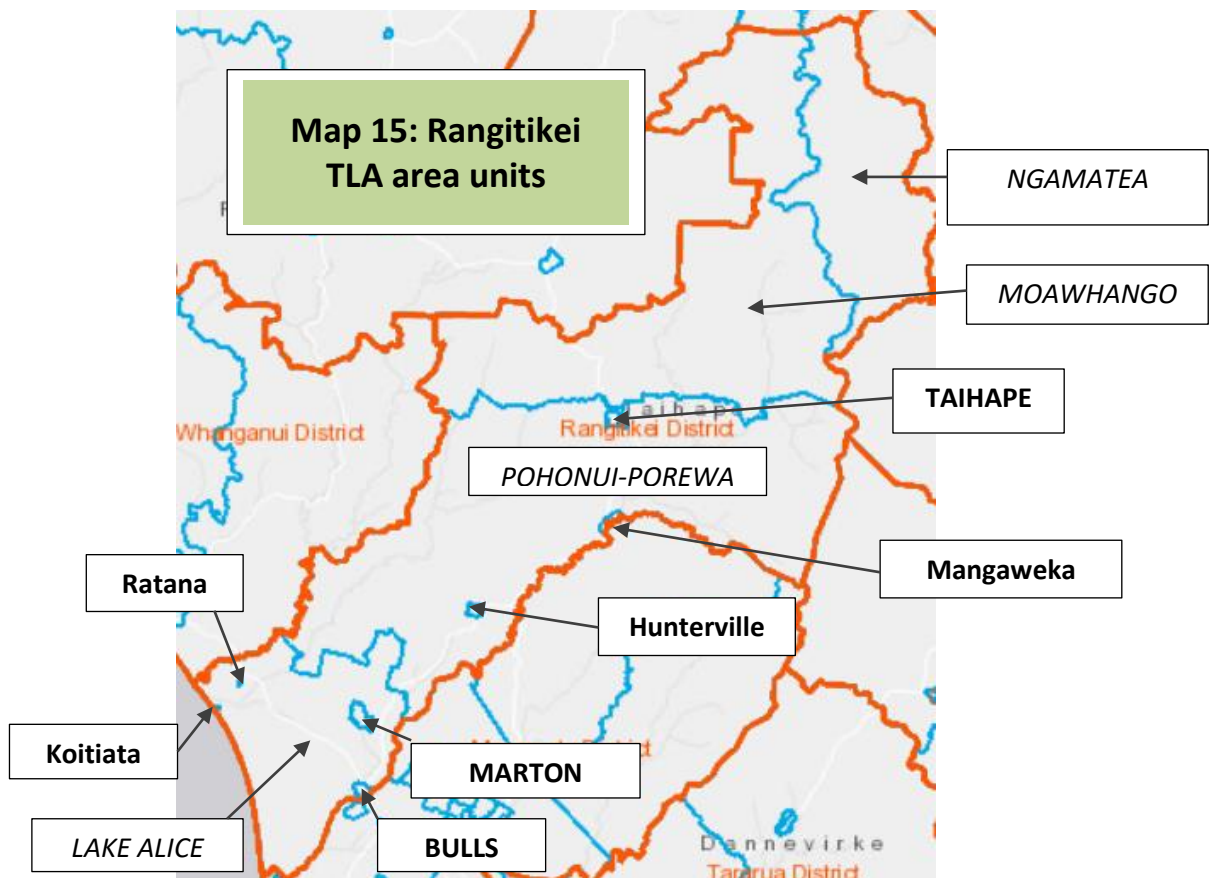 Map 15: Rangitikei
TLA area units
NGAMATEA
MOAWHANGO
TAIHAPE
Whanganui District
Rangitikei District
POHONUI-POREWA
Mangaweka
Ratana
Hunterville
Koitiata
MARTON
LAKE ALICE
BULLS
Dannevirke
Tararua District